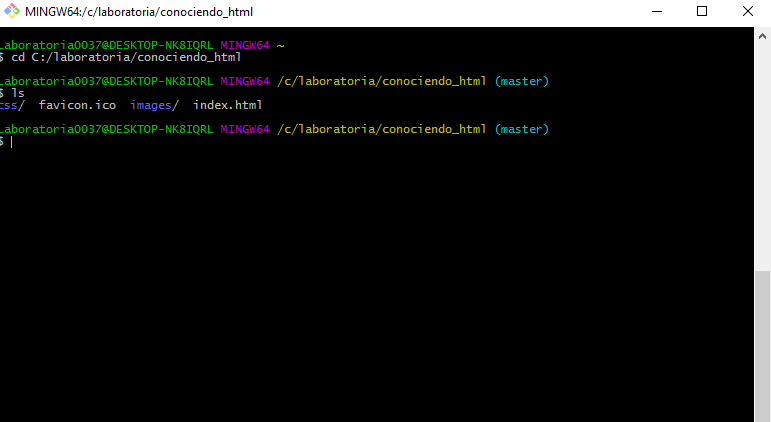 MINGW64:/c/laboratoria/conociendo_html
Laboratoria0037@DESKTOP-NK8IQRL MINGW64 ~
$ cd C:/laboratoria/conociendo_html
Laboratoria0037@DESKTOP-NK8IQRL MINGW64 /c/laboratoria/conociendo_html (master)
$ ls
css/  favicon.ico  images/  index.html
Laboratoria0037@DESKTOP-NK8IQRL MINGW64 /c/laboratoria/conociendo_html (master)
$